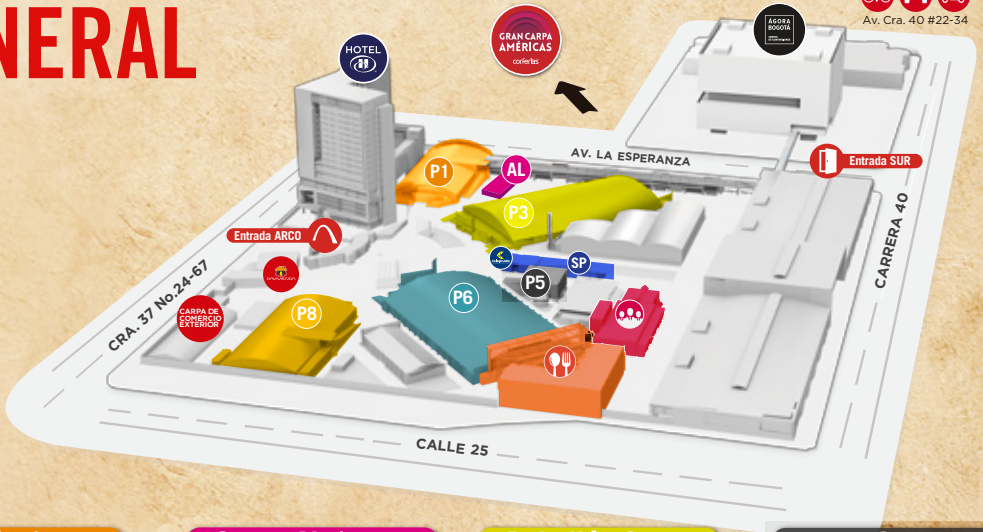 NERAL
HOTEL
H
GRAN CARPA
AMÉRICAS
corferias
ÁGORA
BOGOTÁ
Av. Cra. 40 #22-34
AV. LA ESPERANZA
Entrada SUR
P1
AL
P3
CARRERA 40
Entrada ARCO
SP
P5
P6
CRA. 37 No.24-67
CARPA DE
COMERCIO
EXTERIOR
P8
CALLE 25